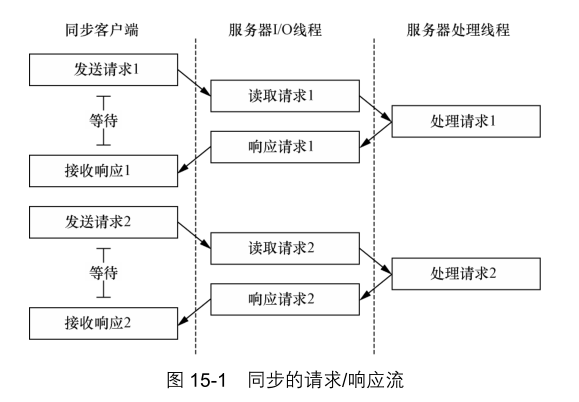 同步客户端
服务器I/O线程
服务器处理线程
发送请求1
读取请求1
等待
处理请求1
响应请求1
接收响应1
发送请求2
读取请求2
等待
处理请求2
响应请求2
接收响应2
图 15-1 同步的请求/响应流